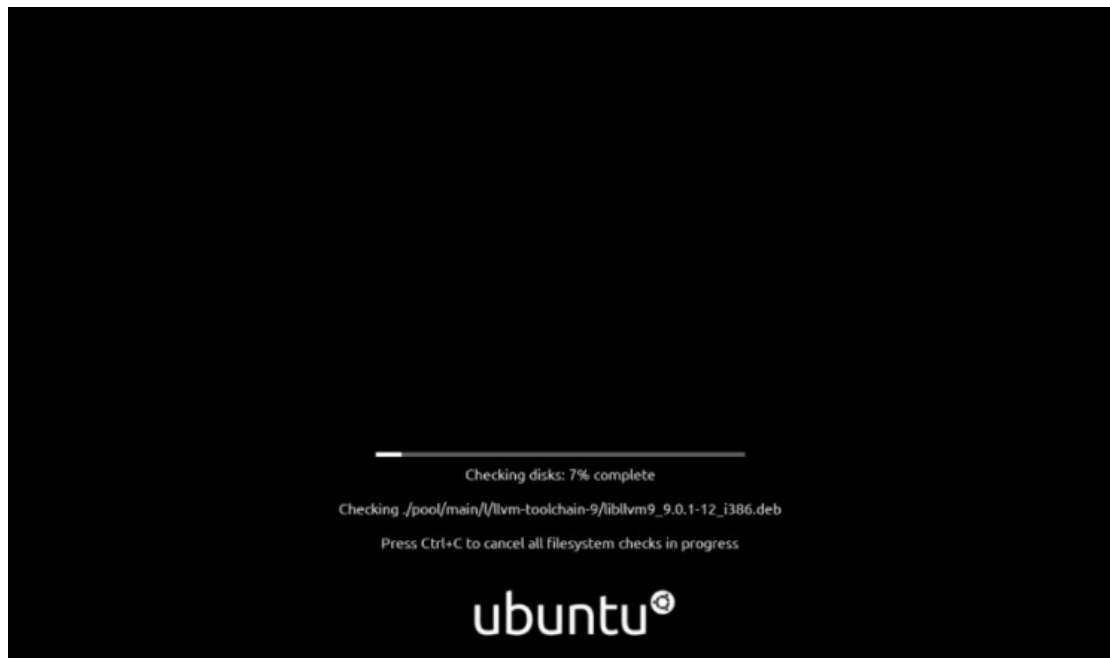 Checking disks: 7% complete
Checking ./pool/main/l/llvm-toolchain-9/libllvm9_9.0.1-12_i386.deb
Press Ctrl+C to cancel all filesystem checks in progress
ubuntu